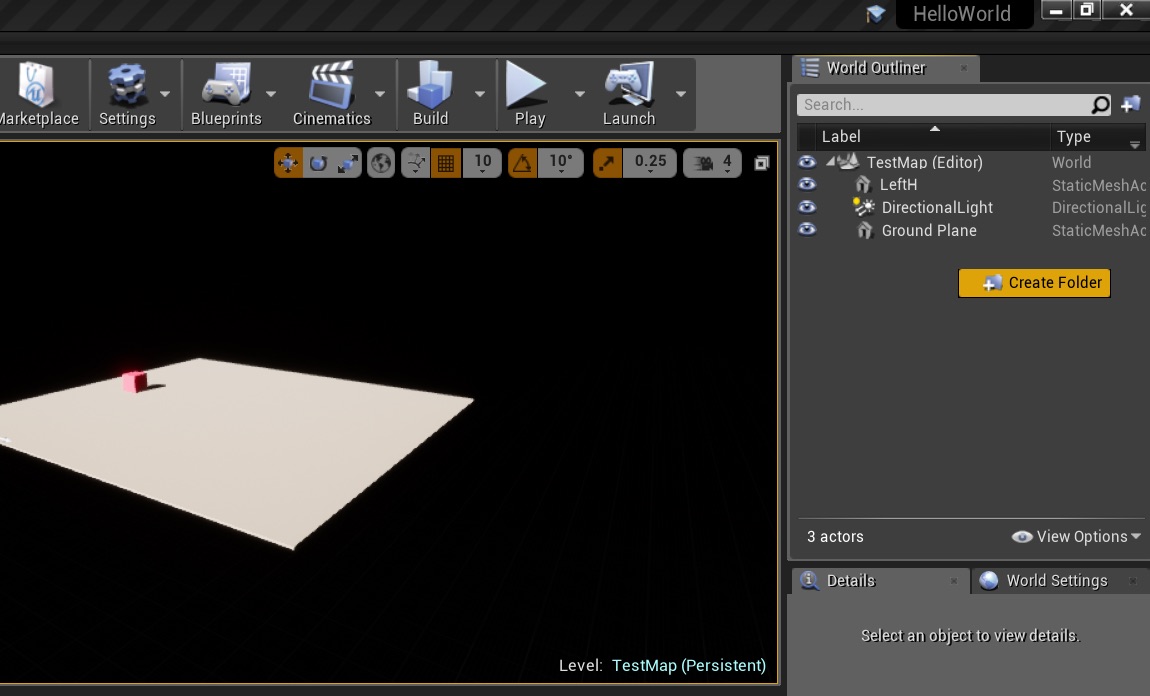 HelloWorld
Marketplace
Settings
Blueprints
Cinematics
Build
Play
Launch
World Outliner
Search...
Label
Type
10
10°
0.25
4
TestMap (Editor)
World
LeftH
StaticMeshAc
DirectionalLight
DirectionalLig
Ground Plane
StaticMeshAc
Create Folder
3 actors
View Options
Details
World Settings
Select an object to view details.
Level: TestMap (Persistent)